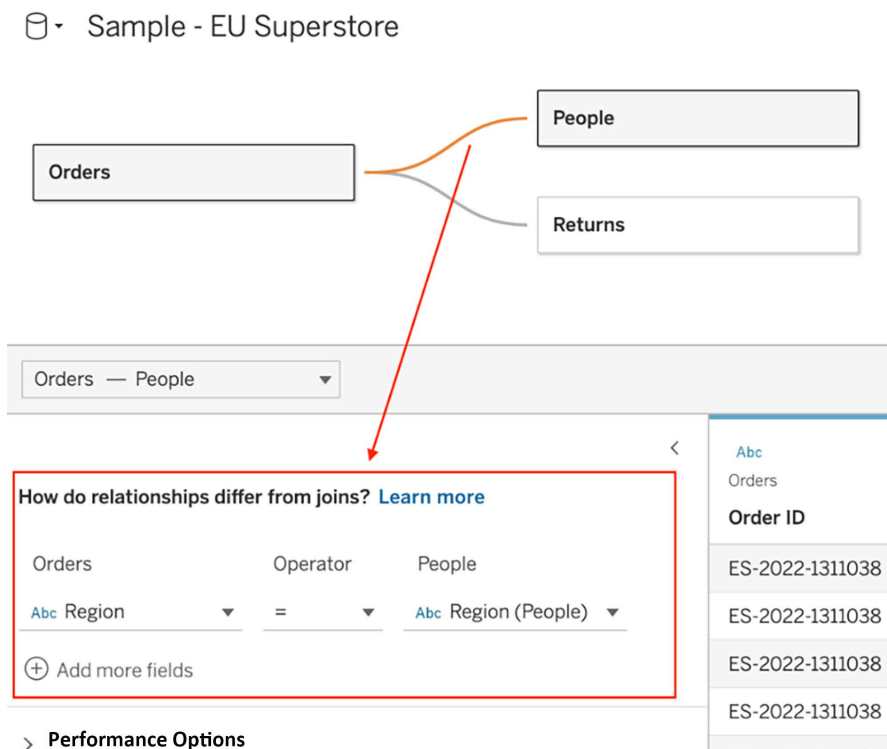 Sample - EU Superstore
People
Orders
Returns
Orders — People
How do relationships differ from joins? Learn more
Orders Operator People
Abc Region = Abc Region (People)
Add more fields
Performance Options
Abc
Orders
Order ID
ES-2022-1311038
ES-2022-1311038
ES-2022-1311038
ES-2022-1311038